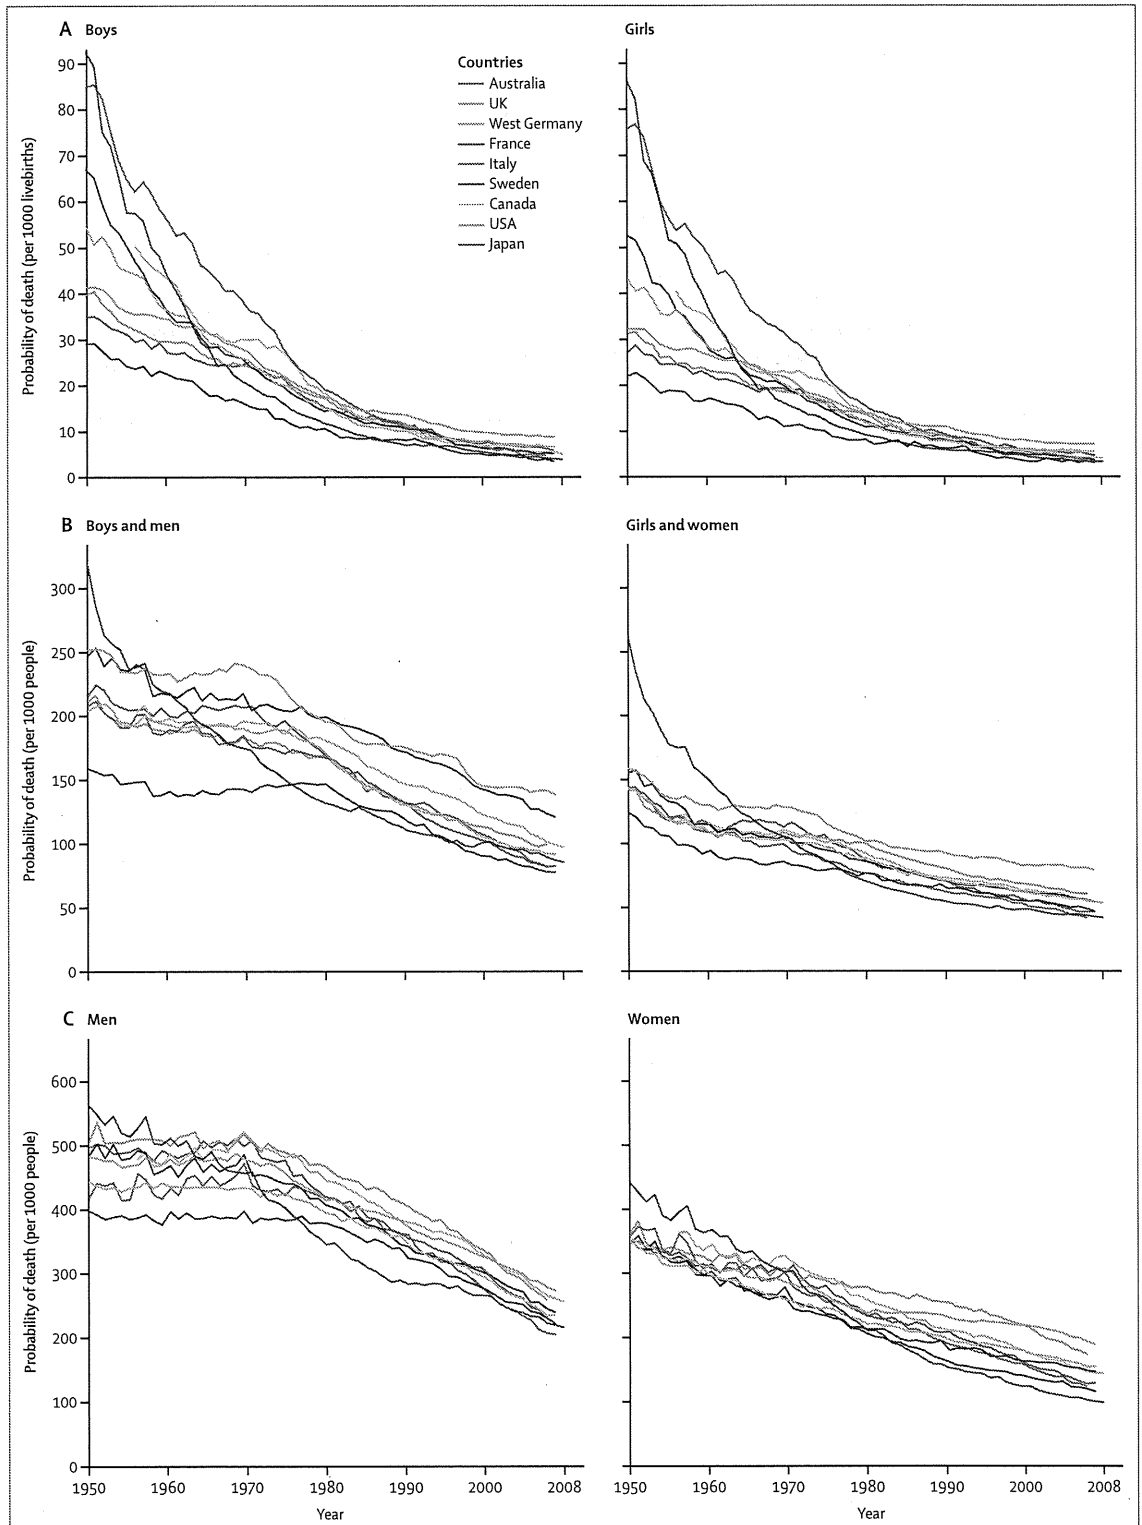 A Boys
Girls
Countries
Australia
UK
West Germany
France
Italy
Sweden
Canada
USA
Japan
Probability of death (per 1000 livebirths)
90
80
70
60
50
40
30
20
10
0
B Boys and men
Girls and women
Probability of death (per 1000 people)
300
250
200
150
100
50
0
C Men
Women
Probability of death (per 1000 people)
600
500
400
300
200
100
0
1950 1960 1970 1980 1990 2000 2008
1950 1960 1970 1980 1990 2000 2008
Year
Year